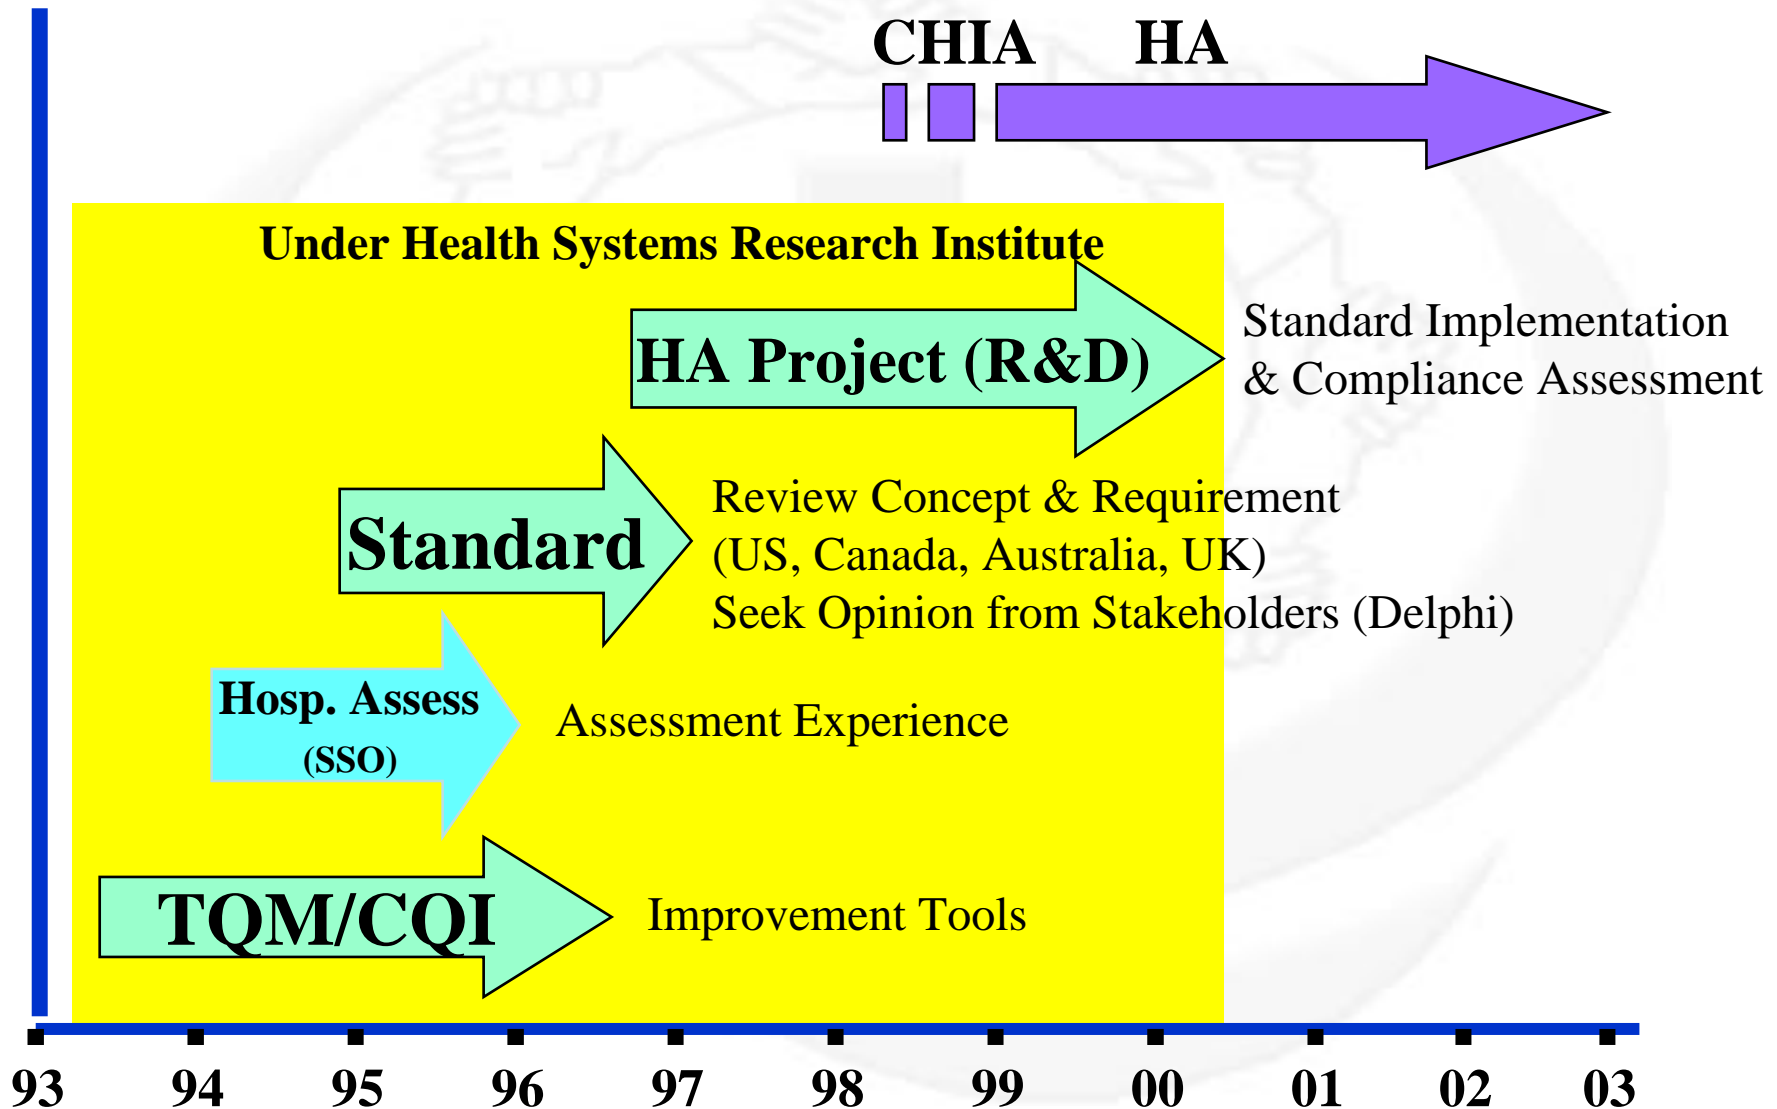 CHIA HA
Under Health Systems Research Institute
HA Project (R&D)
Standard Implementation
& Compliance Assessment
Standard
Review Concept & Requirement
(US, Canada, Australia, UK)
Seek Opinion from Stakeholders (Delphi)
Hosp. Assess
(SSO)
Assessment Experience
TQM/CQI
Improvement Tools
93 94 95 96 97 98 99 00 01 02 03